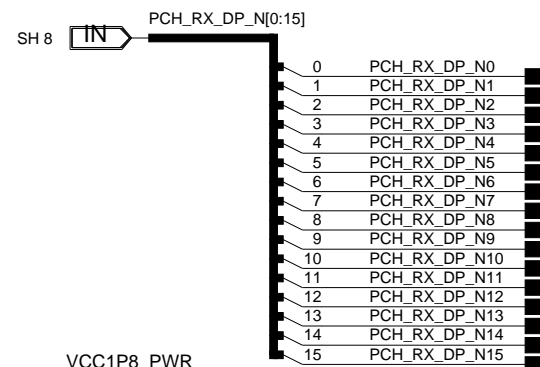 PCH_RX_DP_N[0:15]
SH 8 IN
0 PCH_RX_DP_N0
1 PCH_RX_DP_N1
2 PCH_RX_DP_N2
3 PCH_RX_DP_N3
4 PCH_RX_DP_N4
5 PCH_RX_DP_N5
6 PCH_RX_DP_N6
7 PCH_RX_DP_N7
8 PCH_RX_DP_N8
9 PCH_RX_DP_N9
10 PCH_RX_DP_N10
11 PCH_RX_DP_N11
12 PCH_RX_DP_N12
13 PCH_RX_DP_N13
14 PCH_RX_DP_N14
15 PCH_RX_DP_N15
VCC1P8_PWR